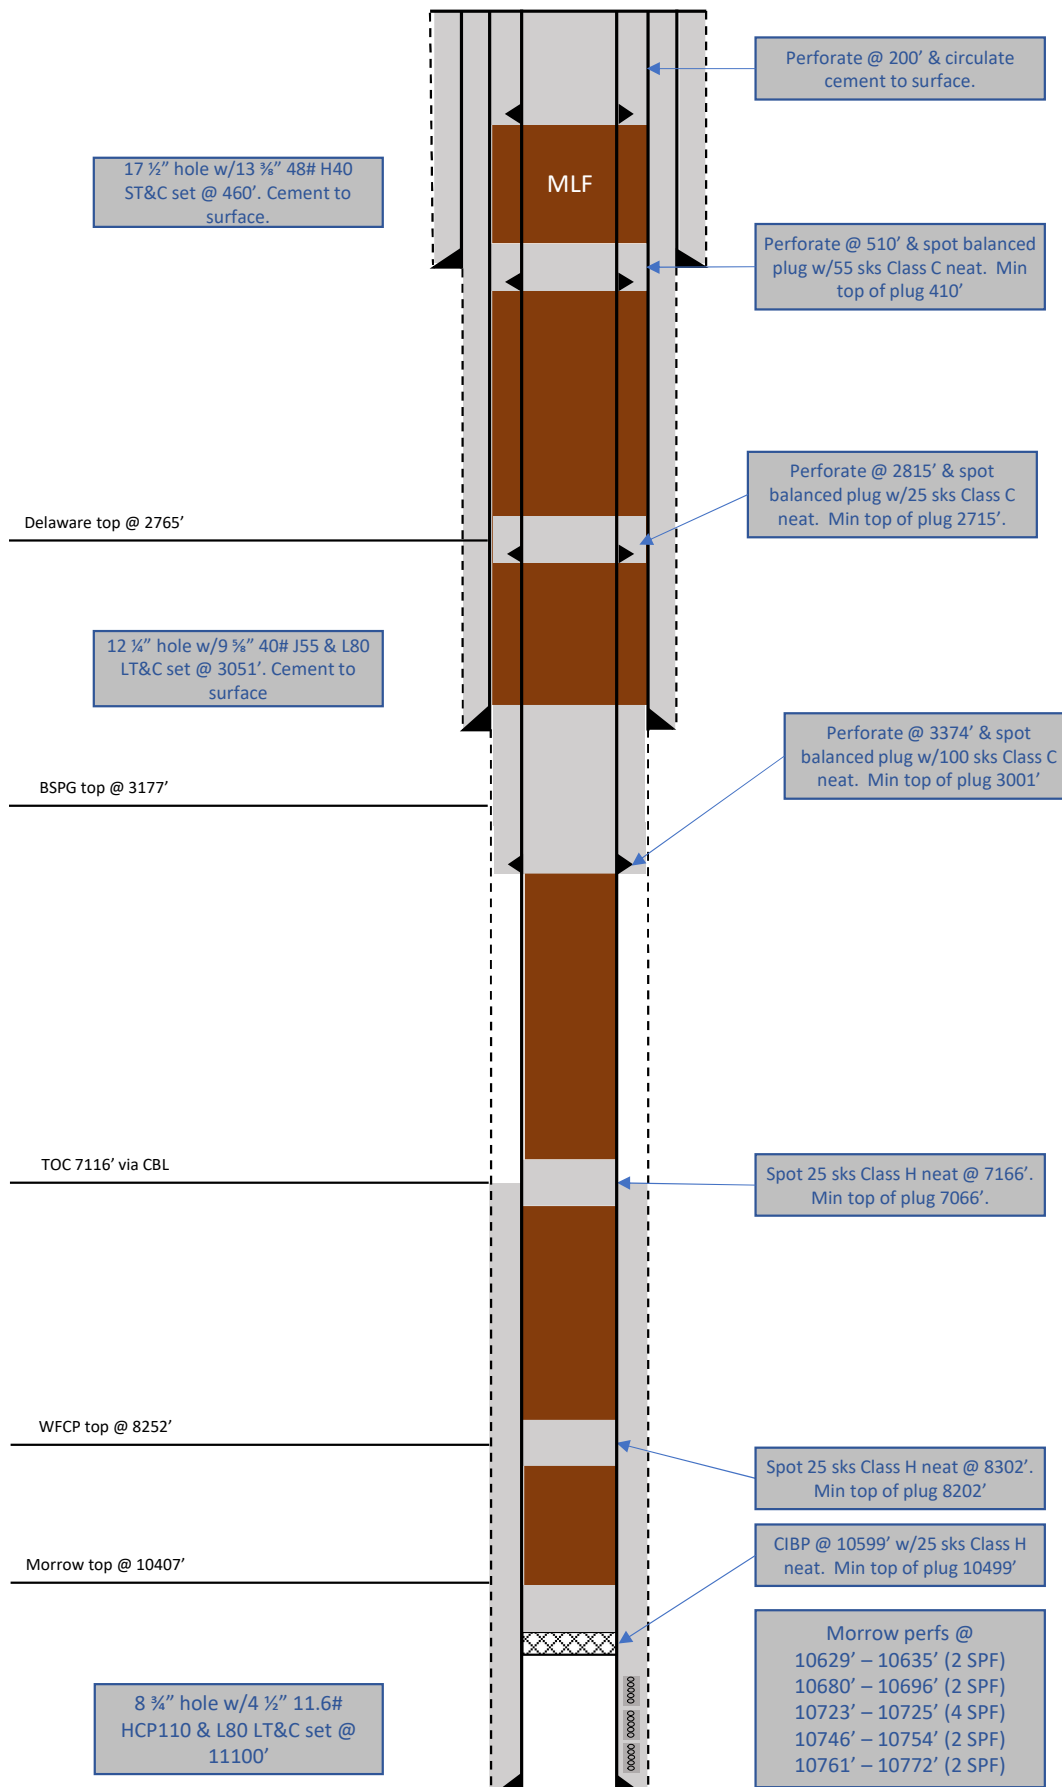 Perforate @ 200’ & circulate
cement to surface.
17 ½” hole w/13 ⅜” 48# H40
ST&C set @ 460’. Cement to
surface.
MLF
Perforate @ 510’ & spot balanced
plug w/55 sks Class C neat.  Min
top of plug 410’
Perforate @ 2815’ & spot
balanced plug w/25 sks Class C
neat.  Min top of plug 2715’.
Delaware top @ 2765’
12 ¼” hole w/9 ⅝” 40# J55 & L80
LT&C set @ 3051’. Cement to
surface
Perforate @ 3374’ & spot
balanced plug w/100 sks Class C
neat.  Min top of plug 3001’
BSPG top @ 3177’
TOC 7116’ via CBL
Spot 25 sks Class H neat @ 7166’.
Min top of plug 7066’.
WFCP top @ 8252’
Spot 25 sks Class H neat @ 8302’.
Min top of plug 8202’
CIBP @ 10599’ w/25 sks Class H
neat.  Min top of plug 10499’
Morrow top @ 10407’
Morrow perfs @
10629’ – 10635’ (2 SPF)
10680’ – 10696’ (2 SPF)
10723’ – 10725’ (4 SPF)
10746’ – 10754’ (2 SPF)
10761’ – 10772’ (2 SPF)
8 ¾” hole w/4 ½” 11.6#
HCP110 & L80 LT&C set @
11100’